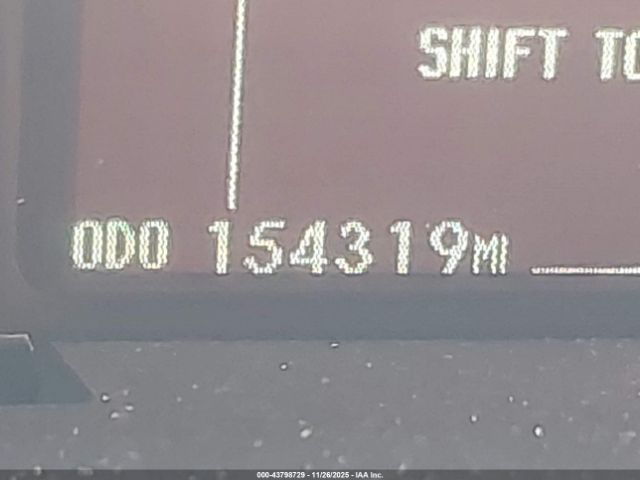 SHIFT TO
ODO 154319MI
000-43798729 - 11/26/2025 - IAA Inc.